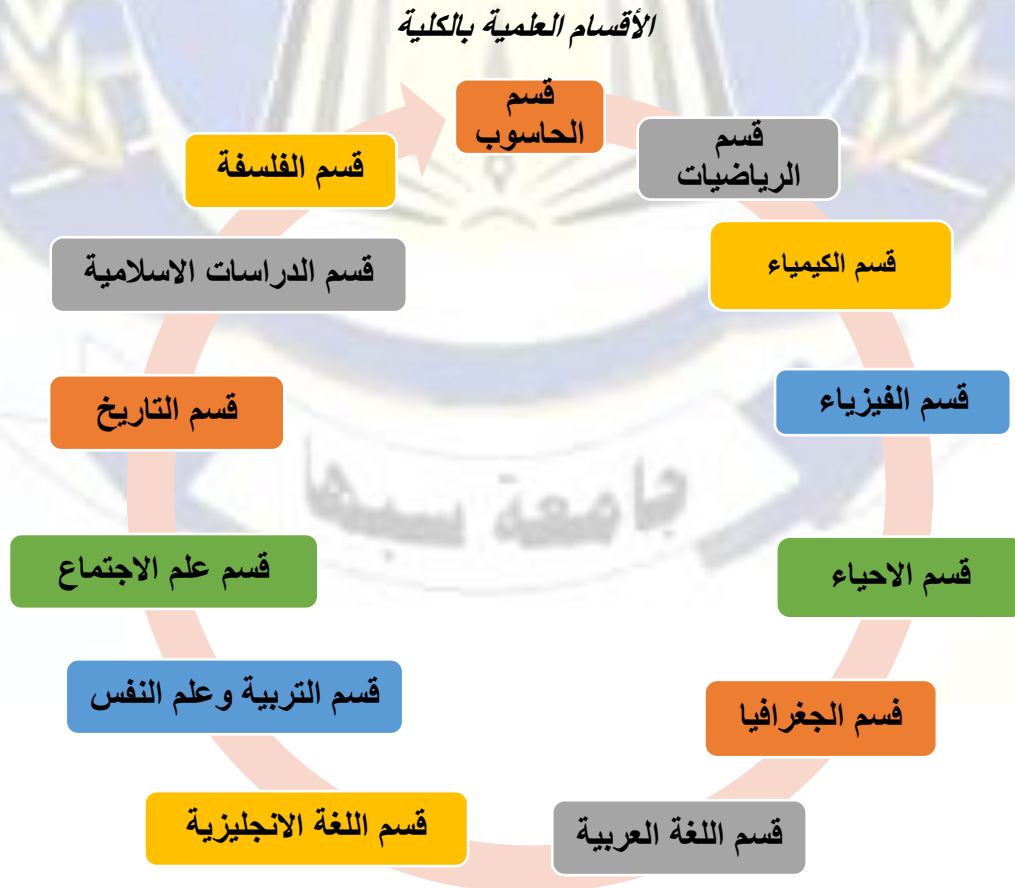 الأقسام العلمية بالكلية
قسم
الحاسوب
قسم
الرياضيات
قسم الكيمياء
قسم الفيزياء
قسم الاحياء
فسم الجغرافيا
قسم اللغة العربية
قسم اللغة الانجليزية
قسم التربية وعلم النفس
قسم علم الاجتماع
قسم التاريخ
قسم الدراسات الاسلامية
قسم الفلسفة
جامعة سبها